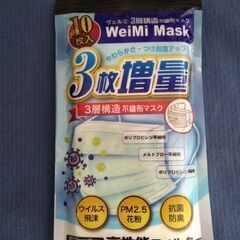 10枚入
ヴェルミ 3層構造不織布マスク
WeiMi Mask
やわらかさ・つけ心地アップ
3枚増量
3層構造不織布マスク
ポリプロピレン不織布
メルトブロー不織布
ポリプロピレン不織布
ウイルス
飛沫
PM2.5
花粉
抗菌
防臭